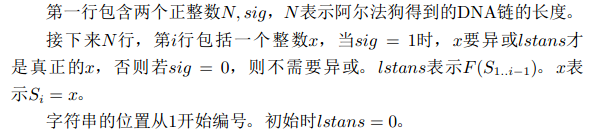 第一行包含两个正整数N, sig，N表示阿尔法狗得到的DNA链的长度。
接下来N行，第i行包括一个整数x，当sig = 1时，x要异或lstans才
是真正的x，否则若sig = 0，则不需要异或。lstans表示F(S_{1..i−1})。x表
示S_i = x。
字符串的位置从1开始编号。初始时lstans = 0。